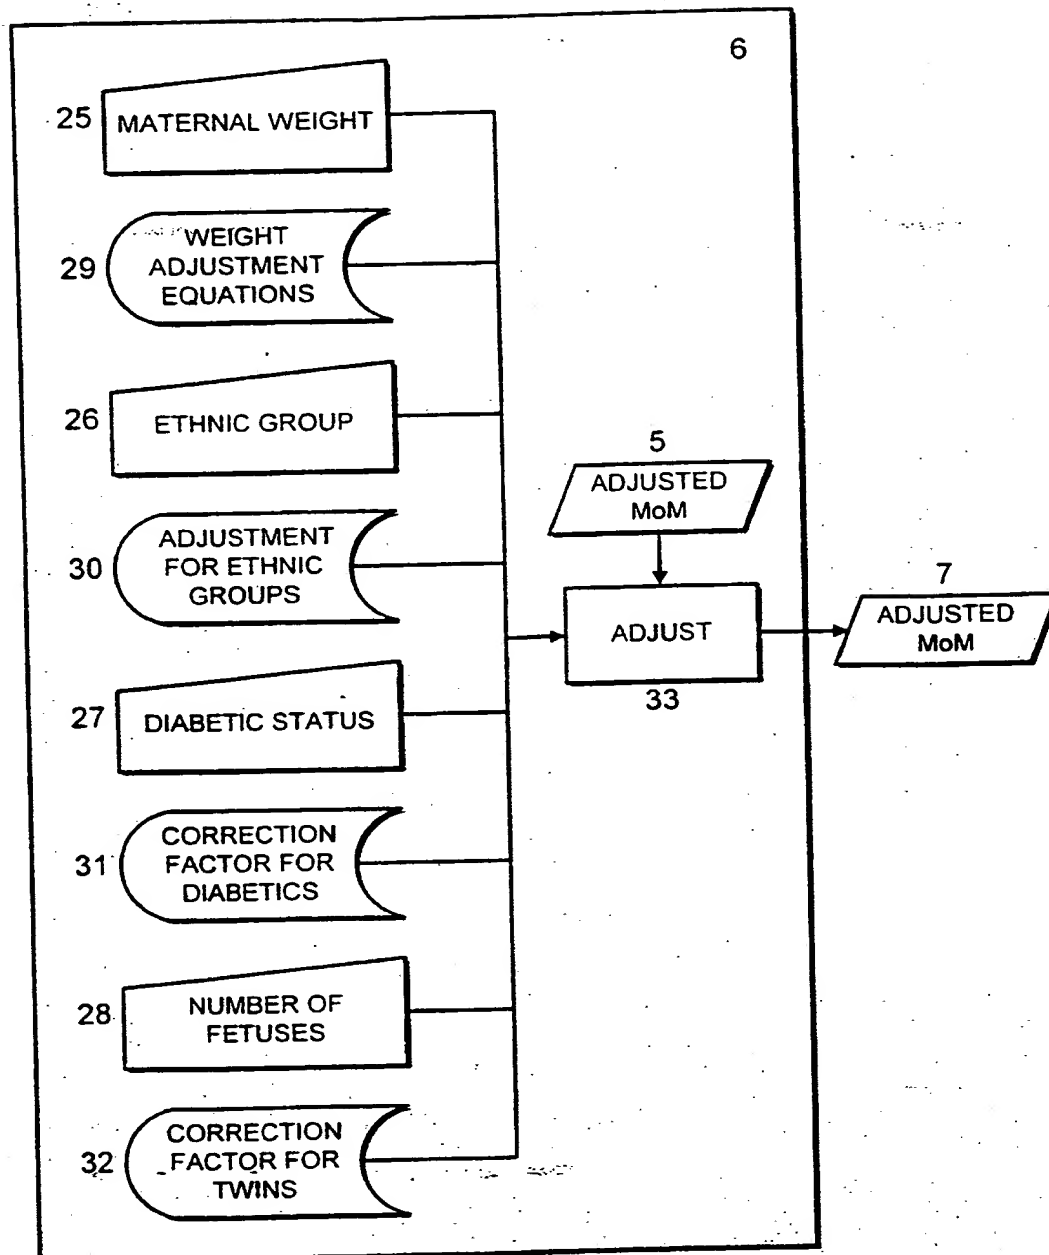 6
25
MATERNAL WEIGHT
29
WEIGHT
ADJUSTMENT
EQUATIONS
26
ETHNIC GROUP
30
ADJUSTMENT
FOR ETHNIC
GROUPS
27
DIABETIC STATUS
31
CORRECTION
FACTOR FOR
DIABETICS
28
NUMBER OF
FETUSES
32
CORRECTION
FACTOR FOR
TWINS
5
ADJUSTED
MoM
ADJUST
33
7
ADJUSTED
MoM